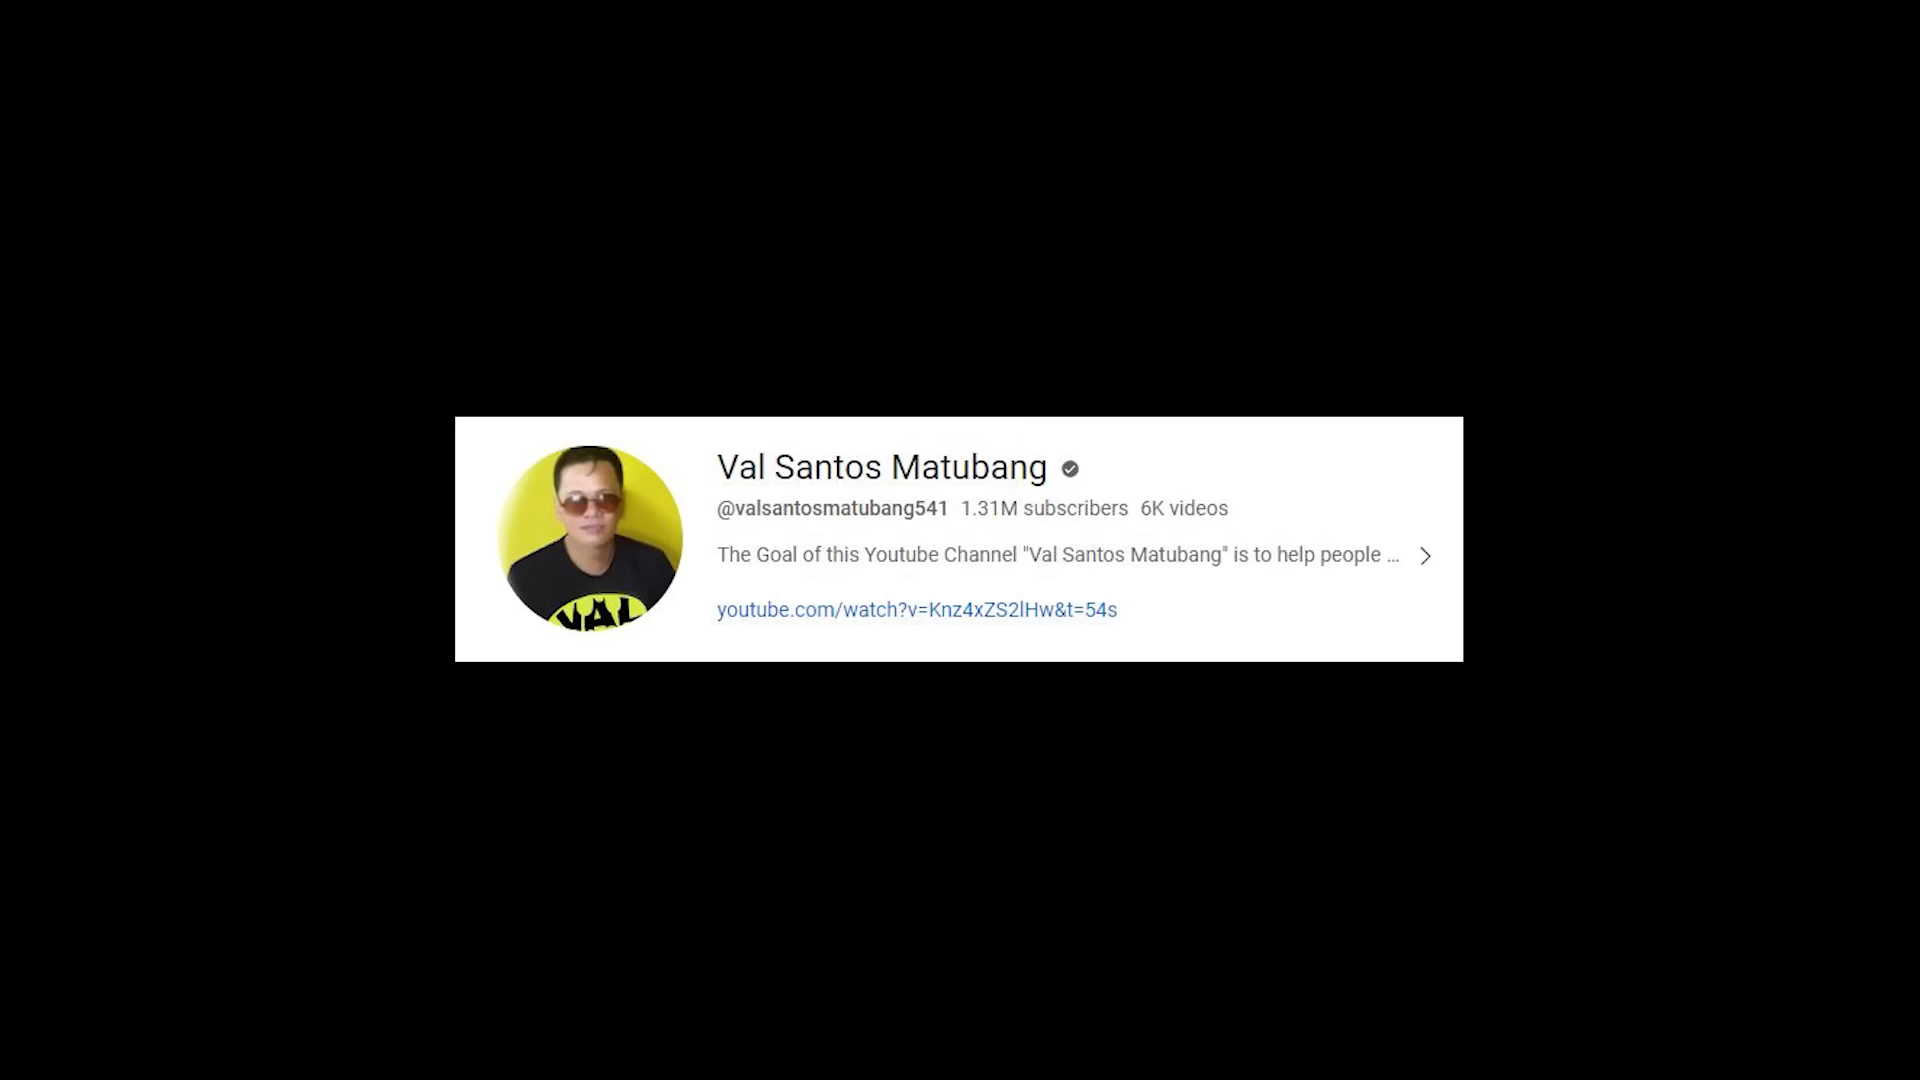 Val Santos Matubang
@valsantosmatubang541 1.31M subscribers 6K videos
The Goal of this Youtube Channel "Val Santos Matubang" is to help people ...
youtube.com/watch?v=Knz4xZS2lHw&t=54s
VAL